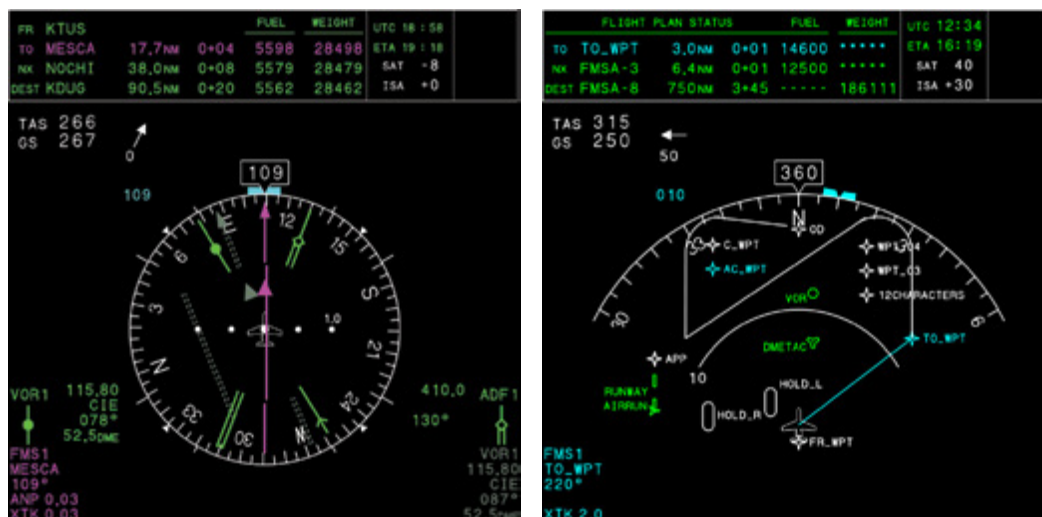 FUEL WEIGHT
FR KTUS
TO MESCA 17.7NM 0+04 5598 28498
NX NOCHI 38.0NM 0+08 5579 28479
DEST KDUG 90.5NM 0+20 5562 28462
UTC 18:58
ETA 19:18
SAT -8
ISA +0
TAS 266
GS 267
0
109
109
12
15
S
21
24
W
30
33
N
3
6
E
1.0
VOR1 115.80
CIE
078°
52.5DME
FMS1
MESCA
109°
ANP 0.03
XTK 0.03
410.0 ADF1
130°
VOR1
115.80
CIE
087°
52.5
FLIGHT PLAN STATUS FUEL WEIGHT
TO TO_WPT 3.0NM 0+01 14600 *****
NX FMSA-3 6.4NM 0+01 12500 *****
DEST FMSA-8 750NM 3+45 ----- 186111
UTC 12:34
ETA 16:19
SAT 40
ISA +30
TAS 315
GS 250
50
360
010
N
OD
C_WPT
AC_WPT
WPT_03
12CHARACTERS
VOR
30
6
TO_WPT
DMETAC
APP
10
RUNWAY
AIRRUN
HOLD_L
HOLD_R
FR_WPT
FMS1
TO_WPT
220°
XTK 2.0